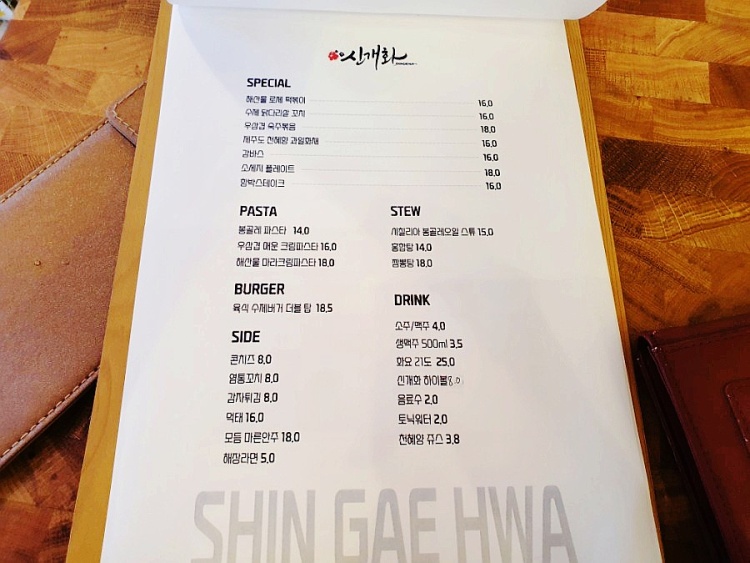 신개화
SPECIAL
해산물 로제 떡볶이 16,0
수제 닭다리살 꼬치 16,0
우삼겹 숙주볶음 18,0
제주도 천혜향 과일화채 16,0
감바스 16,0
소세지 플레이트 18,0
함박스테이크 16,0
PASTA
봉골레 파스타 14,0
우삼겹 매운 크림파스타 16,0
해산물 마라크림파스타 18,0
BURGER
육식 수제버거 더블 탑 18,5
SIDE
콘치즈 8,0
염통꼬치 8,0
감자튀김 8,0
먹태 16,0
모듬 마른안주 18,0
해장라면 5,0
STEW
시칠리아 봉골레오일 스튜 15,0
홍합탕 14,0
짬뽕탕 18,0
DRINK
소주/맥주 4,0
생맥주 500ml 3,5
화요 21도 25,0
신개화 하이볼 8,0
음료수 2,0
토닉워터 2,0
천혜향 쥬스 3,8
SHIN GAE HWA